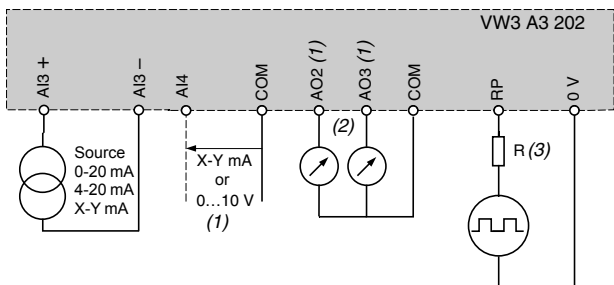 VW3 A3 202
AI3 +
AI3 –
AI4
COM
AO2 (1)
AO3 (1)
COM
RP
0 V
Source
0-20 mA
4-20 mA
X-Y mA
X-Y mA
or
0...10 V
(1)
(2)
R (3)